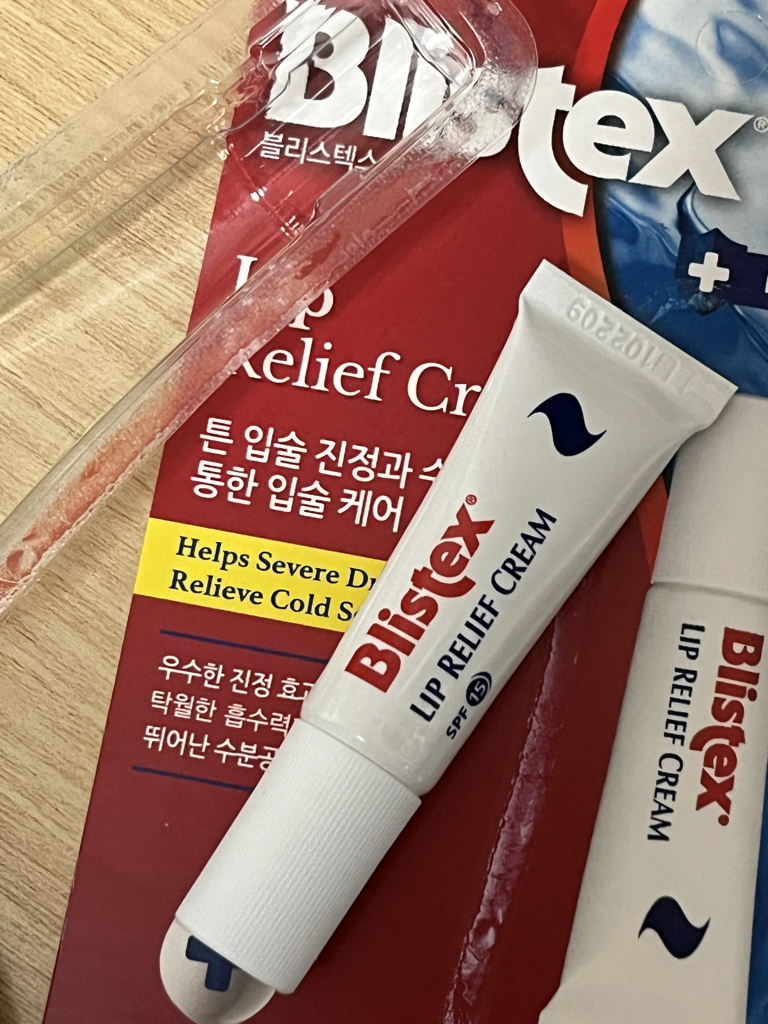 Blistex®
블리스텍스
Lip
Relief Cr
튼 입술 진정과
통한 입술 케어
Helps Severe
Relieve Cold
우수한 진정 효과
탁월한 흡수력
뛰어난 수분공
Blistex®
LIP RELIEF CREAM
SPF 15
Blistex®
LIP RELIEF CREAM